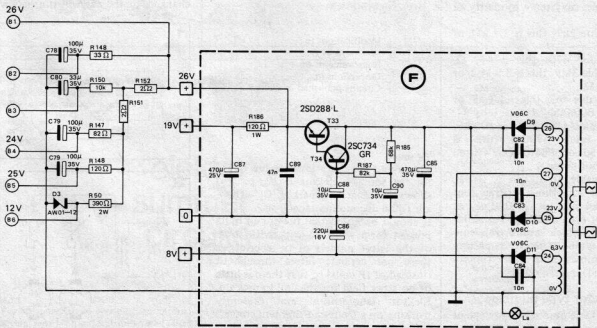 26V
B1
C78
100µ
35V
R148
33Ω
B2
C80
33µ
35V
R150
10k
R152
2Ω2
B3
R151
2Ω2
C79
100µ
35V
R147
82Ω
24V
B4
C79
100µ
35V
R148
120Ω
25V
B5
12V
B6
D3
AW01-12
R50
390Ω
2W
F
26V +
19V +
R186
120Ω
1W
2SD288-L
T33
2SC734
GR
T34
R185
68k
R187
82k
C87
470µ
25V
C89
47n
C88
10µ
35V
C90
10µ
35V
C85
470µ
35V
0
C86
220µ
16V
8V +
V06C
D9
26
23V
C82
10n
0V
27
10n
C83
23V
D10
25
V06C
V06C
D11
24
6,3V
C84
10n
0V
La